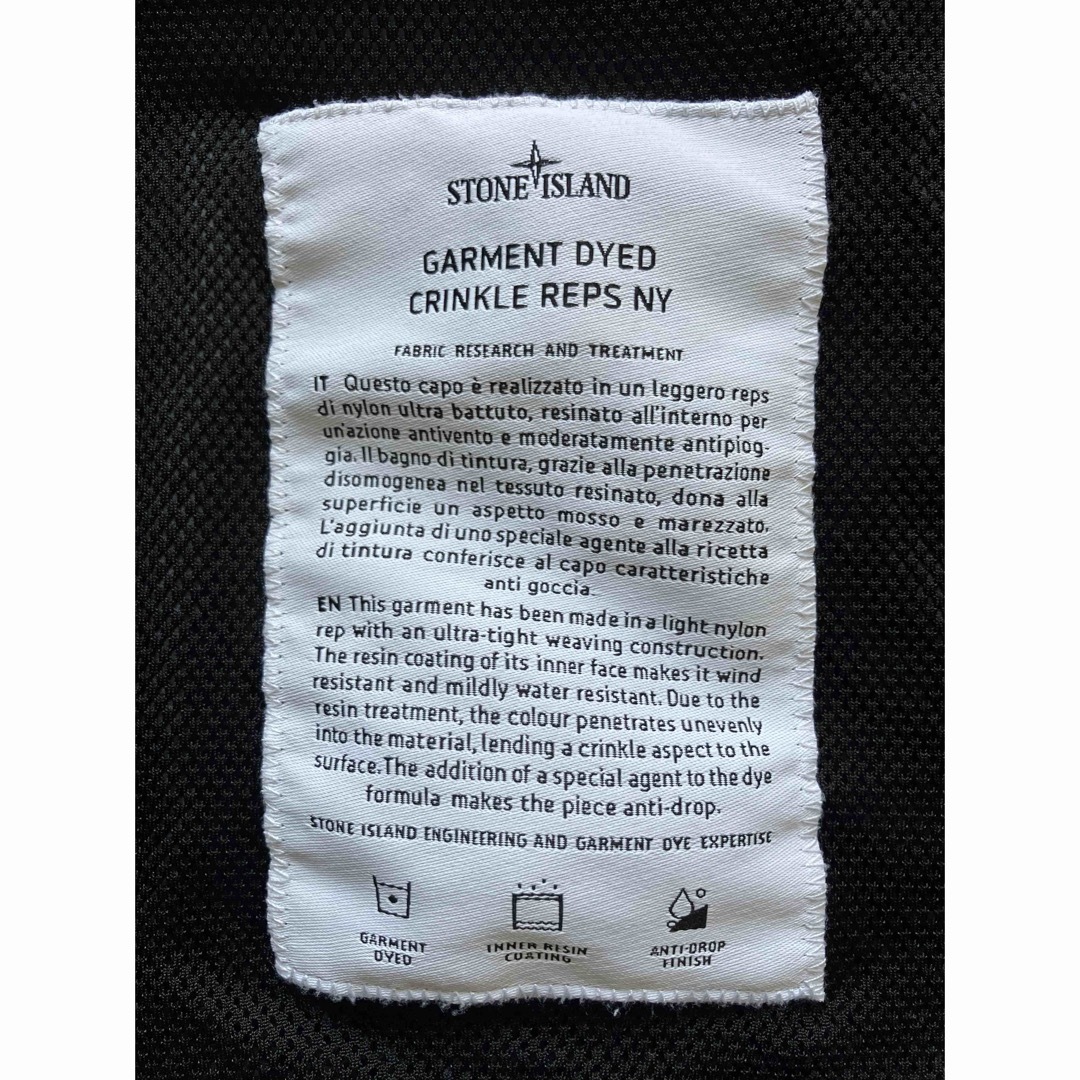 STONE ISLAND
GARMENT DYED
CRINKLE REPS NY
FABRIC RESEARCH AND TREATMENT
IT Questo capo è realizzato in un leggero reps
di nylon ultra battuto, resinato all'interno per
un'azione antivento e moderatamente antipiog-
gia. Il bagno di tintura, grazie alla penetrazione
disomogenea nel tessuto resinato, dona alla
superficie un aspetto mosso e marezzato.
L'aggiunta di uno speciale agente alla ricetta
di tintura conferisce al capo caratteristiche
anti goccia.
EN This garment has been made in a light nylon
rep with an ultra-tight weaving construction.
The resin coating of its inner face makes it wind
resistant and mildly water resistant. Due to the
resin treatment, the colour penetrates unevenly
into the material, lending a crinkle aspect to the
surface. The addition of a special agent to the dye
formula makes the piece anti-drop.
STONE ISLAND ENGINEERING AND GARMENT DYE EXPERTISE
GARMENT
DYED
INNER RESIN
COATING
ANTI-DROP
FINISH